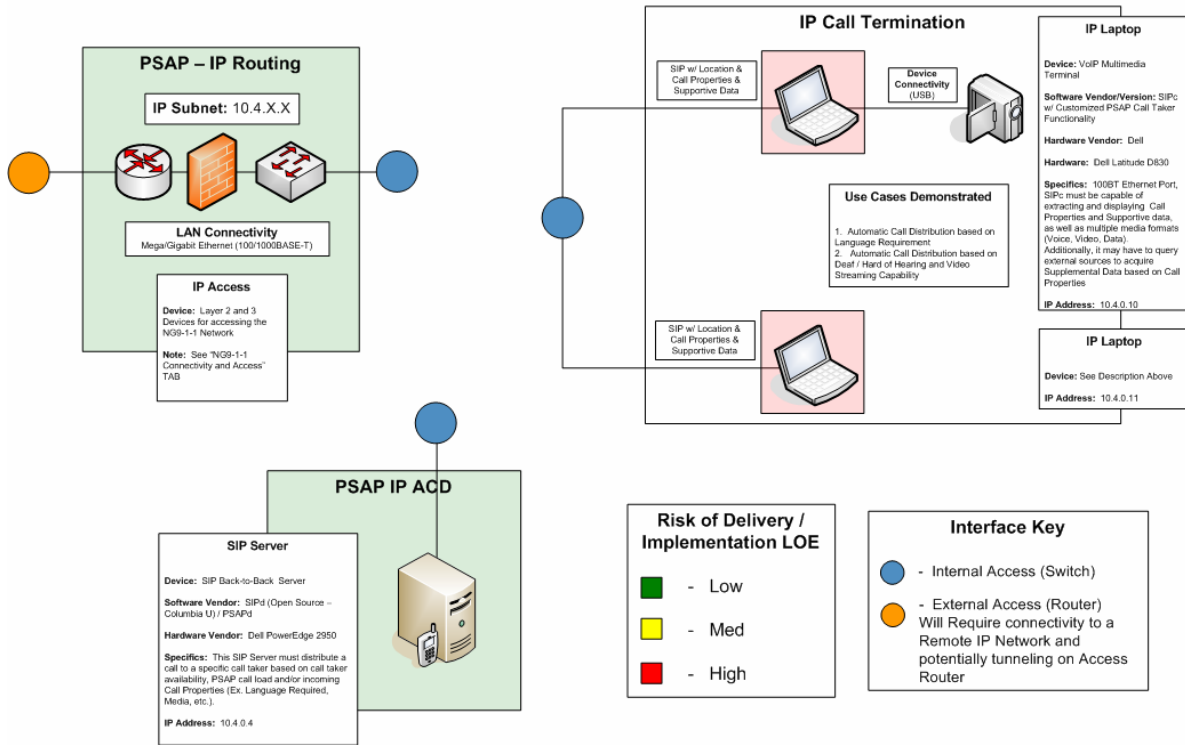 PSAP – IP Routing
IP Subnet: 10.4.X.X
LAN Connectivity
Mega/Gigabit Ethernet (100/1000BASE-T)
IP Access
Device: Layer 2 and 3
Devices for accessing the
NG9-1-1 Network
Note: See “NG9-1-1
Connectivity and Access”
TAB
IP Call Termination
SIP w/ Location &
Call Properties &
Supportive Data
Device
Connectivity
(USB)
Use Cases Demonstrated
1. Automatic Call Distribution based on
Language Requirement
2. Automatic Call Distribution based on
Deaf / Hard of Hearing and Video
Streaming Capability
SIP w/ Location &
Call Properties &
Supportive Data
IP Laptop
Device: VoIP Multimedia
Terminal
Software Vendor/Version: SIPc
w/ Customized PSAP Call Taker
Functionality
Hardware Vendor: Dell
Hardware: Dell Latitude D830
Specifics: 100BT Ethernet Port,
SIPc must be capable of
extracting and displaying Call
Properties and Supportive data,
as well as multiple media formats
(Voice, Video, Data).
Additionally, it may have to query
external sources to acquire
Supplemental Data based on Call
Properties
IP Address: 10.4.0.10
IP Laptop
Device: See Description Above
IP Address: 10.4.0.11
PSAP IP ACD
SIP Server
Device: SIP Back-to-Back Server
Software Vendor: SIPd (Open Source –
Columbia U) / PSAPd
Hardware Vendor: Dell PowerEdge 2950
Specifics: This SIP Server must distribute a
call to a specific call taker based on call taker
availability, PSAP call load and/or incoming
Call Properties (Ex. Language Required,
Media, etc.).
IP Address: 10.4.0.4
Risk of Delivery /
Implementation LOE
- Low
- Med
- High
Interface Key
- Internal Access (Switch)
- External Access (Router)
Will Require connectivity to a
Remote IP Network and
potentially tunneling on Access
Router